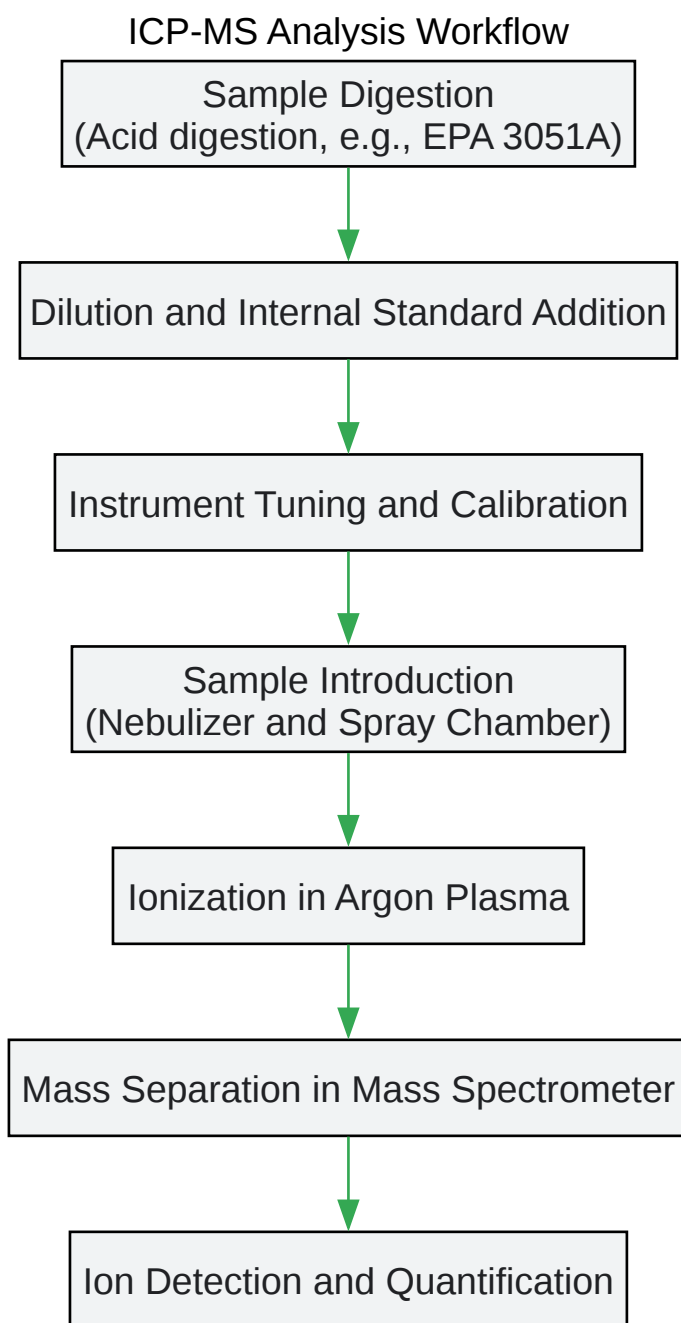 ICP-MS Analysis Workflow
Sample Digestion
(Acid digestion, e.g., EPA 3051A)
Dilution and Internal Standard Addition
Instrument Tuning and Calibration
Sample Introduction
(Nebulizer and Spray Chamber)
Ionization in Argon Plasma
Mass Separation in Mass Spectrometer
Ion Detection and Quantification